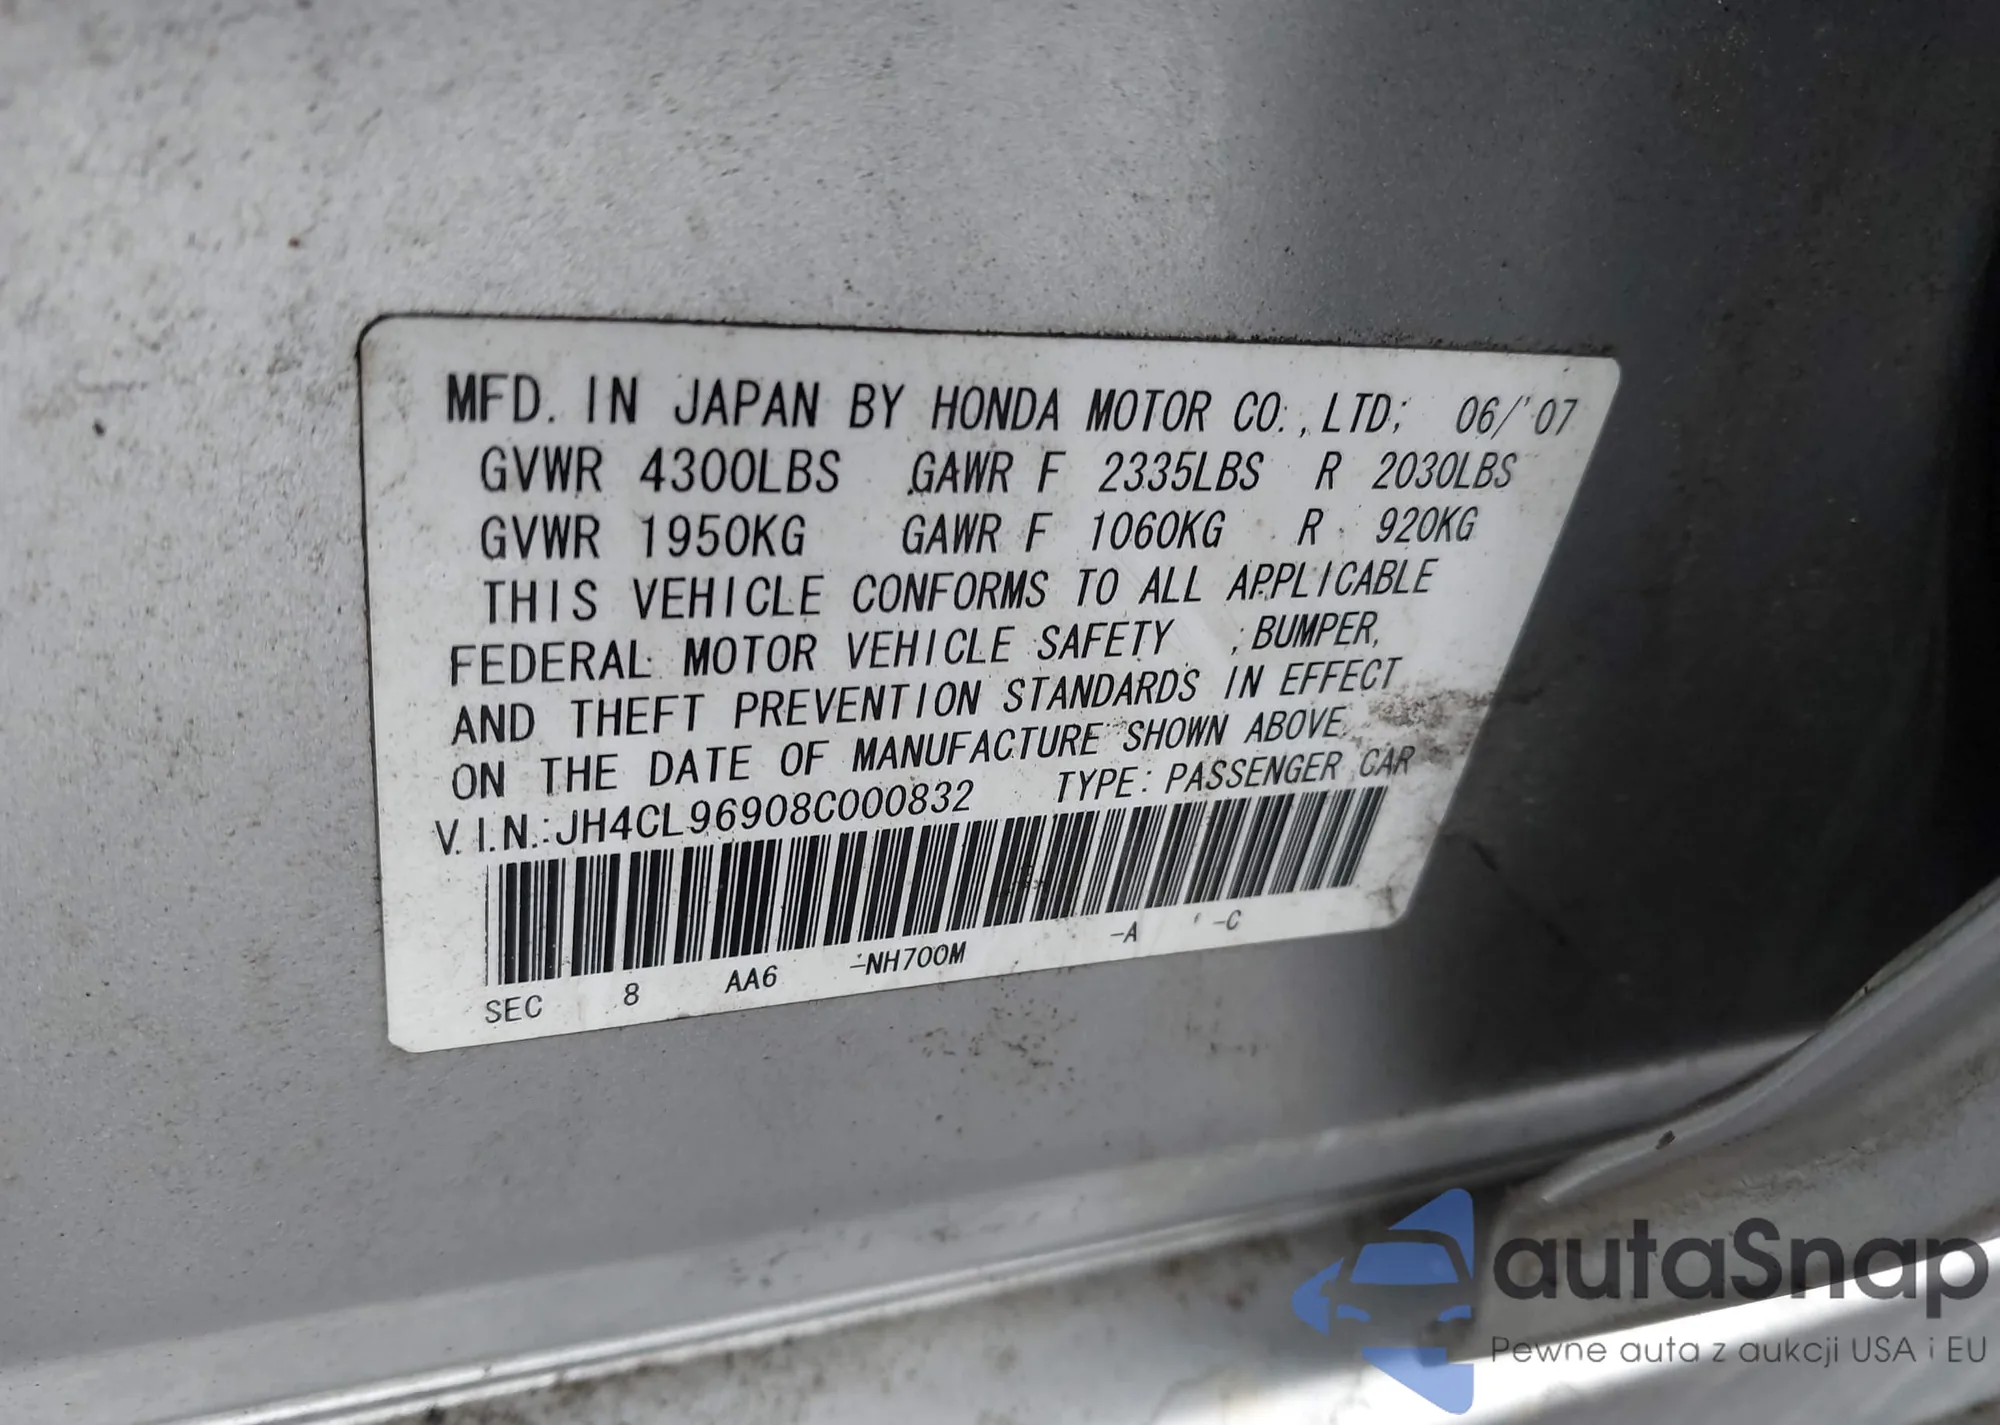 MFD. IN JAPAN BY HONDA MOTOR CO., LTD; 06/'07
GVWR 4300LBS GAWR F 2335LBS R 2030LBS
GVWR 1950KG GAWR F 1060KG R 920KG
THIS VEHICLE CONFORMS TO ALL APPLICABLE
FEDERAL MOTOR VEHICLE SAFETY , BUMPER,
AND THEFT PREVENTION STANDARDS IN EFFECT
ON THE DATE OF MANUFACTURE SHOWN ABOVE.
V.I.N.:JH4CL96908C000832 TYPE: PASSENGER CAR
SEC 8 AA6 -NH700M -A -C
autaSnap
Pewne auta z aukcji USA i EU